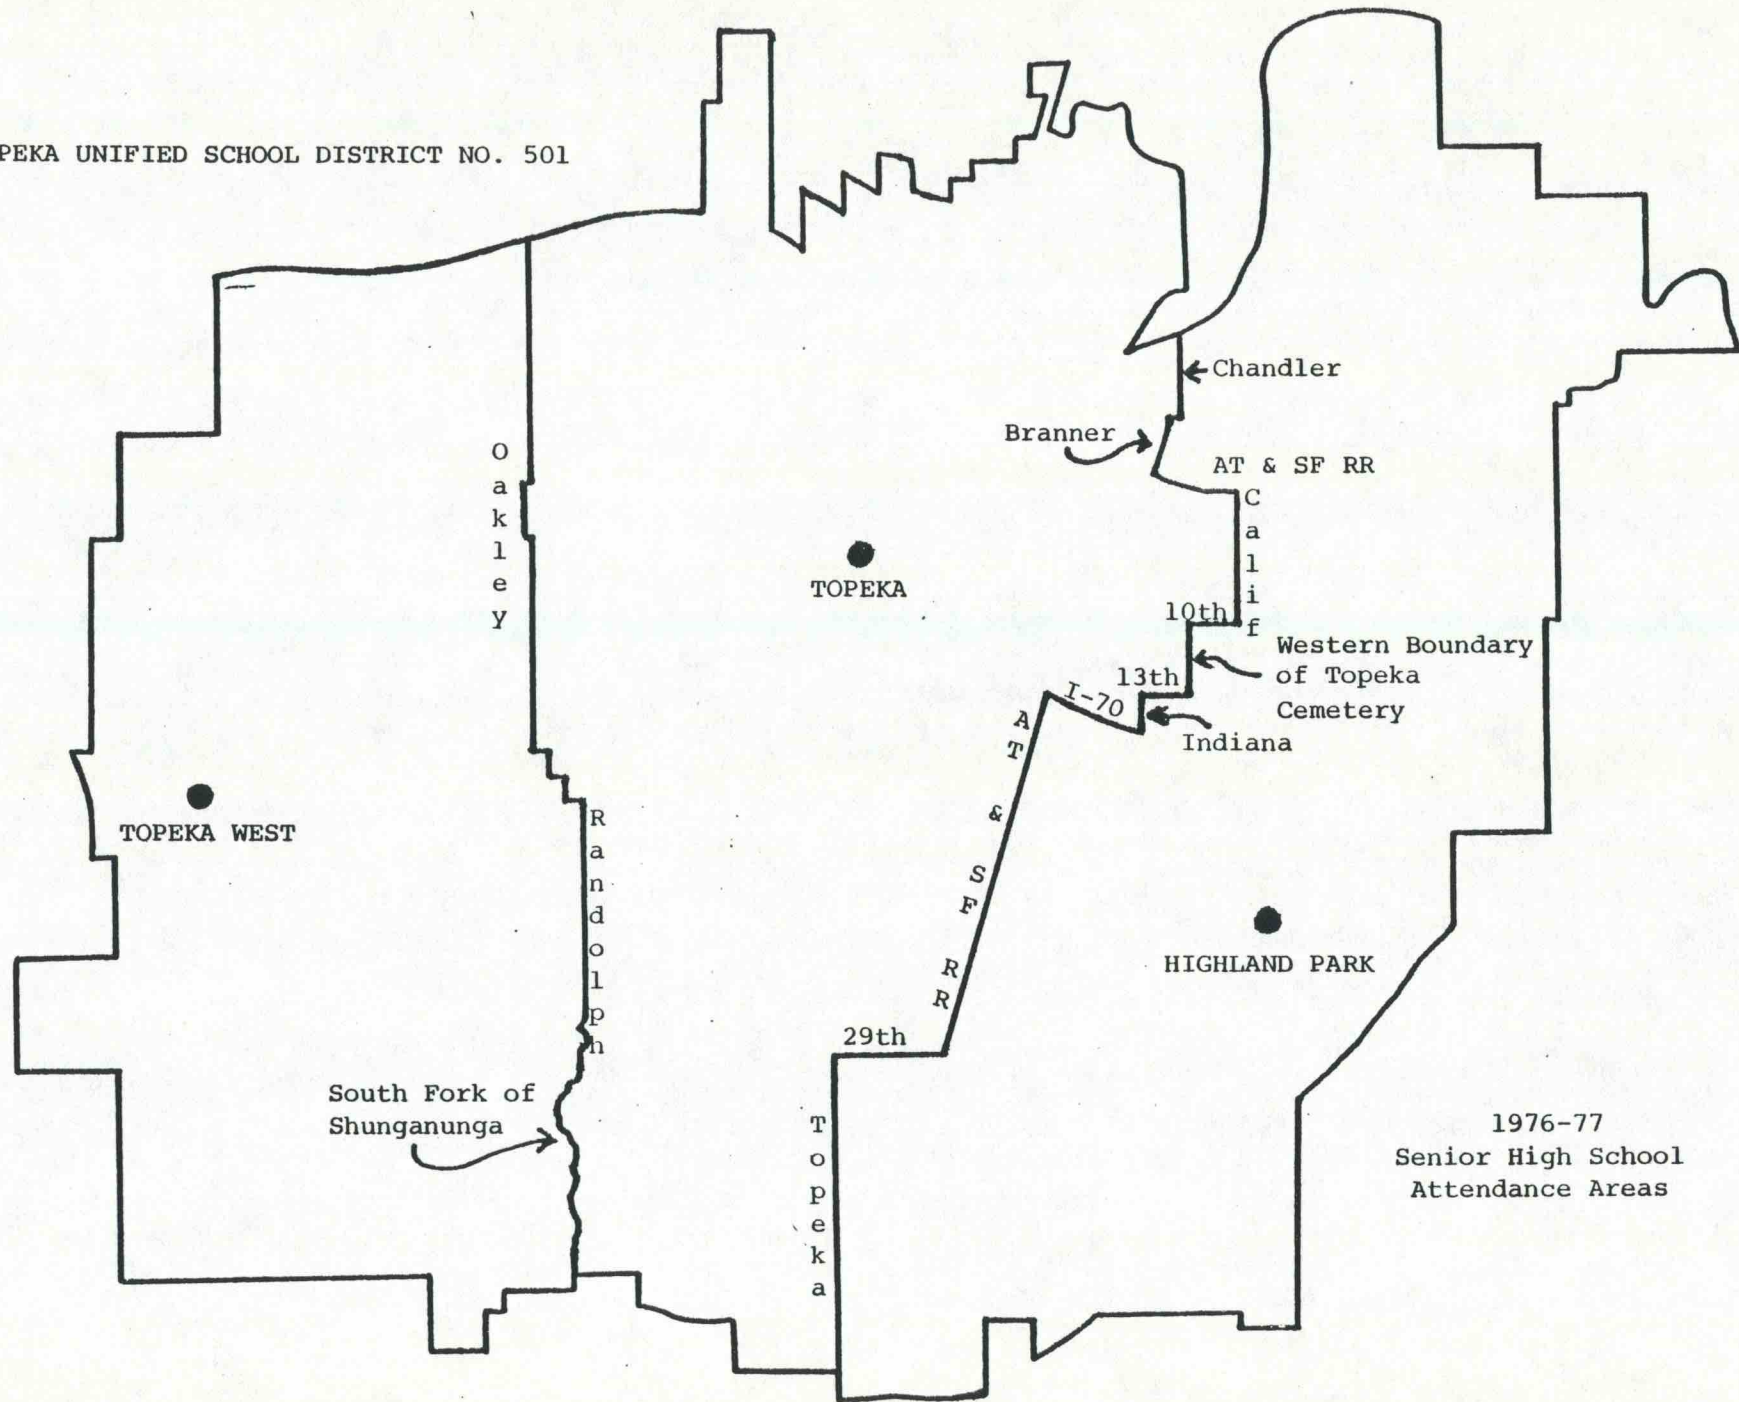 PEKA UNIFIED SCHOOL DISTRICT NO. 501
Chandler
Branner
AT & SF RR
Oakley
Calif
TOPEKA
10th
Western Boundary
of Topeka
Cemetery
13th
I-70
Indiana
AT & SF RR
TOPEKA WEST
Randolph
HIGHLAND PARK
29th
South Fork of
Shunganunga
Topeka
1976-77
Senior High School
Attendance Areas